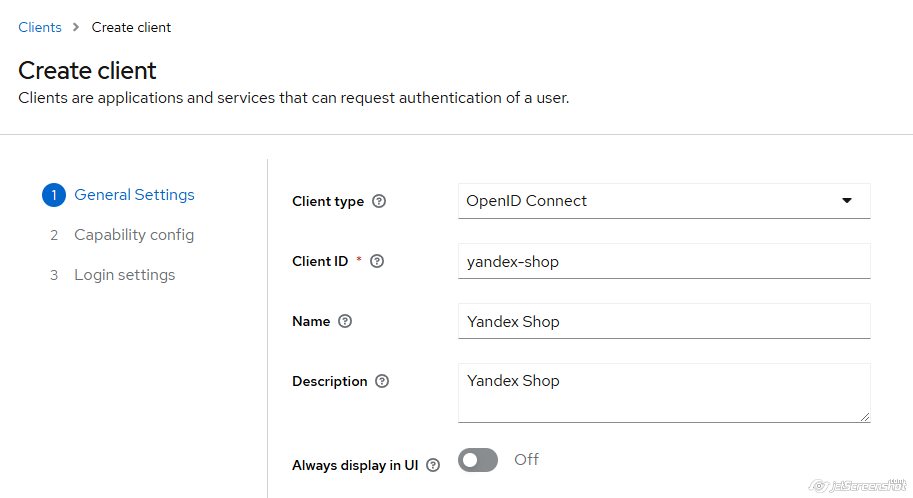 Clients > Create client
Create client
Clients are applications and services that can request authentication of a user.
1 General Settings
2 Capability config
3 Login settings
Client type ? OpenID Connect
Client ID * ? yandex-shop
Name ? Yandex Shop
Description ? Yandex Shop
Always display in UI ? Off
jetScreenshot